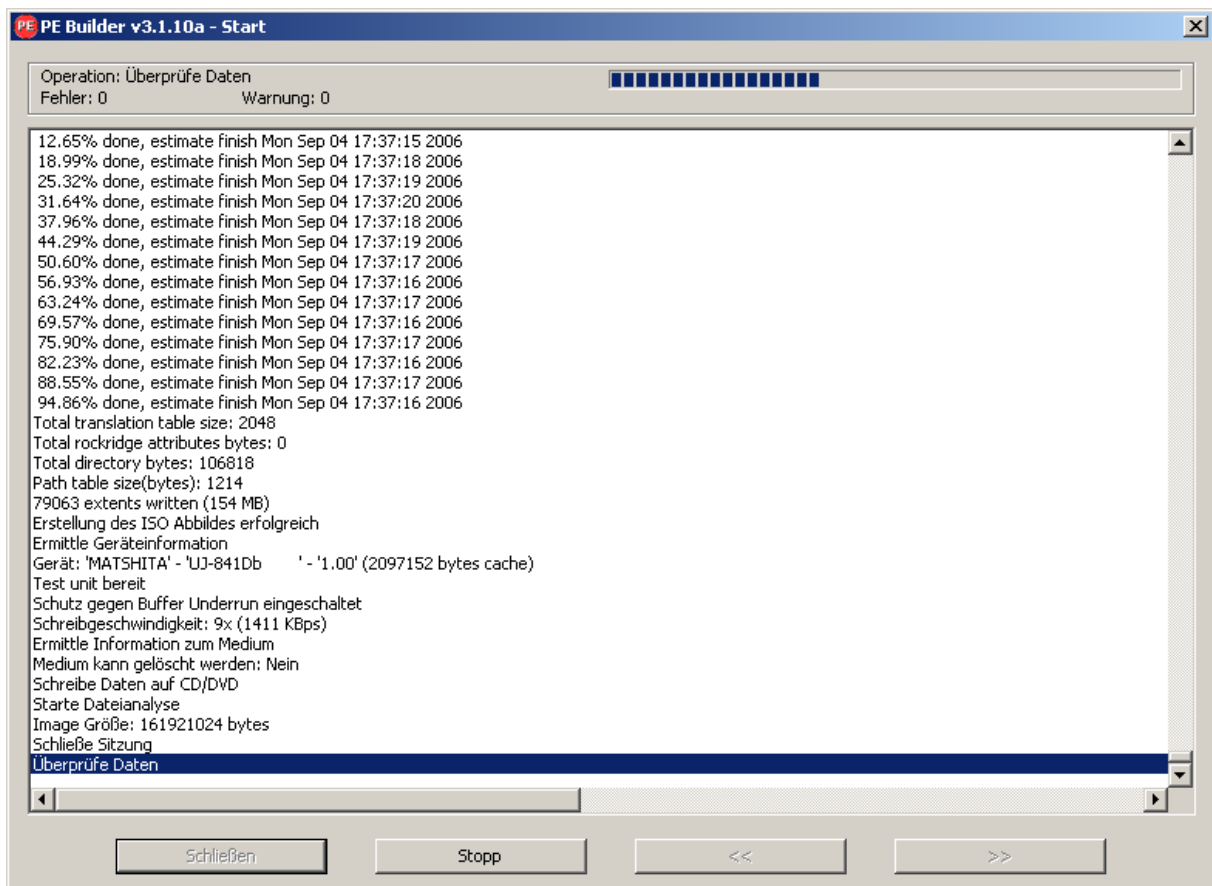 PE PE Builder v3.1.10a - Start
Operation: Überprüfe Daten
Fehler: 0 Warnung: 0
12.65% done, estimate finish Mon Sep 04 17:37:15 2006
18.99% done, estimate finish Mon Sep 04 17:37:18 2006
25.32% done, estimate finish Mon Sep 04 17:37:19 2006
31.64% done, estimate finish Mon Sep 04 17:37:20 2006
37.96% done, estimate finish Mon Sep 04 17:37:18 2006
44.29% done, estimate finish Mon Sep 04 17:37:19 2006
50.60% done, estimate finish Mon Sep 04 17:37:17 2006
56.93% done, estimate finish Mon Sep 04 17:37:16 2006
63.24% done, estimate finish Mon Sep 04 17:37:17 2006
69.57% done, estimate finish Mon Sep 04 17:37:16 2006
75.90% done, estimate finish Mon Sep 04 17:37:17 2006
82.23% done, estimate finish Mon Sep 04 17:37:16 2006
88.55% done, estimate finish Mon Sep 04 17:37:17 2006
94.86% done, estimate finish Mon Sep 04 17:37:16 2006
Total translation table size: 2048
Total rockridge attributes bytes: 0
Total directory bytes: 106818
Path table size(bytes): 1214
79063 extents written (154 MB)
Erstellung des ISO Abbildes erfolgreich
Ermittle Geräteinformation
Gerät: 'MATSHITA' - 'UJ-841Db ' - '1.00' (2097152 bytes cache)
Test unit bereit
Schutz gegen Buffer Underrun eingeschaltet
Schreibgeschwindigkeit: 9x (1411 KBps)
Ermittle Information zum Medium
Medium kann gelöscht werden: Nein
Schreibe Daten auf CD/DVD
Starte Dateianalyse
Image Größe: 161921024 bytes
Schließe Sitzung
Überprüfe Daten
Schließen Stopp << >>